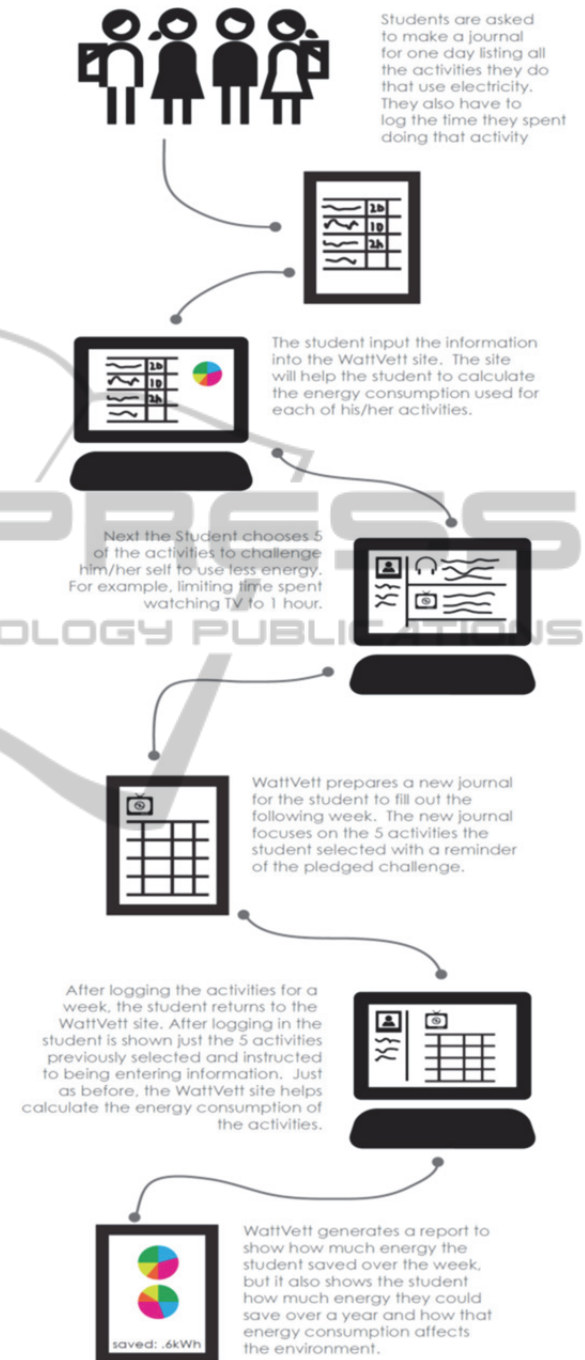 Students are asked
to make a journal
for one day listing all
the activities they do
that use electricity.
They also have to
log the time they spent
doing that activity
20
10
2h
The student input the information
into the WattVett site. The site
will help the student to calculate
the energy consumption used for
each of his/her activities.
20
10
2h
Next the Student chooses 5
of the activities to challenge
him/her self to use less energy.
For example, limiting time spent
watching TV to 1 hour.
PRESS
OLOGY PUBLICATIONS
WattVett prepares a new journal
for the student to fill out the
following week. The new journal
focuses on the 5 activities the
student selected with a reminder
of the pledged challenge.
After logging the activities for a
week, the student returns to the
WattVett site. After logging in the
student is shown just the 5 activities
previously selected and instructed
to being entering information. Just
as before, the WattVett site helps
calculate the energy consumption of
the activities.
WattVett generates a report to
show how much energy the
student saved over the week,
but it also shows the student
how much energy they could
save over a year and how that
energy consumption affects
the environment.
saved: .6kWh